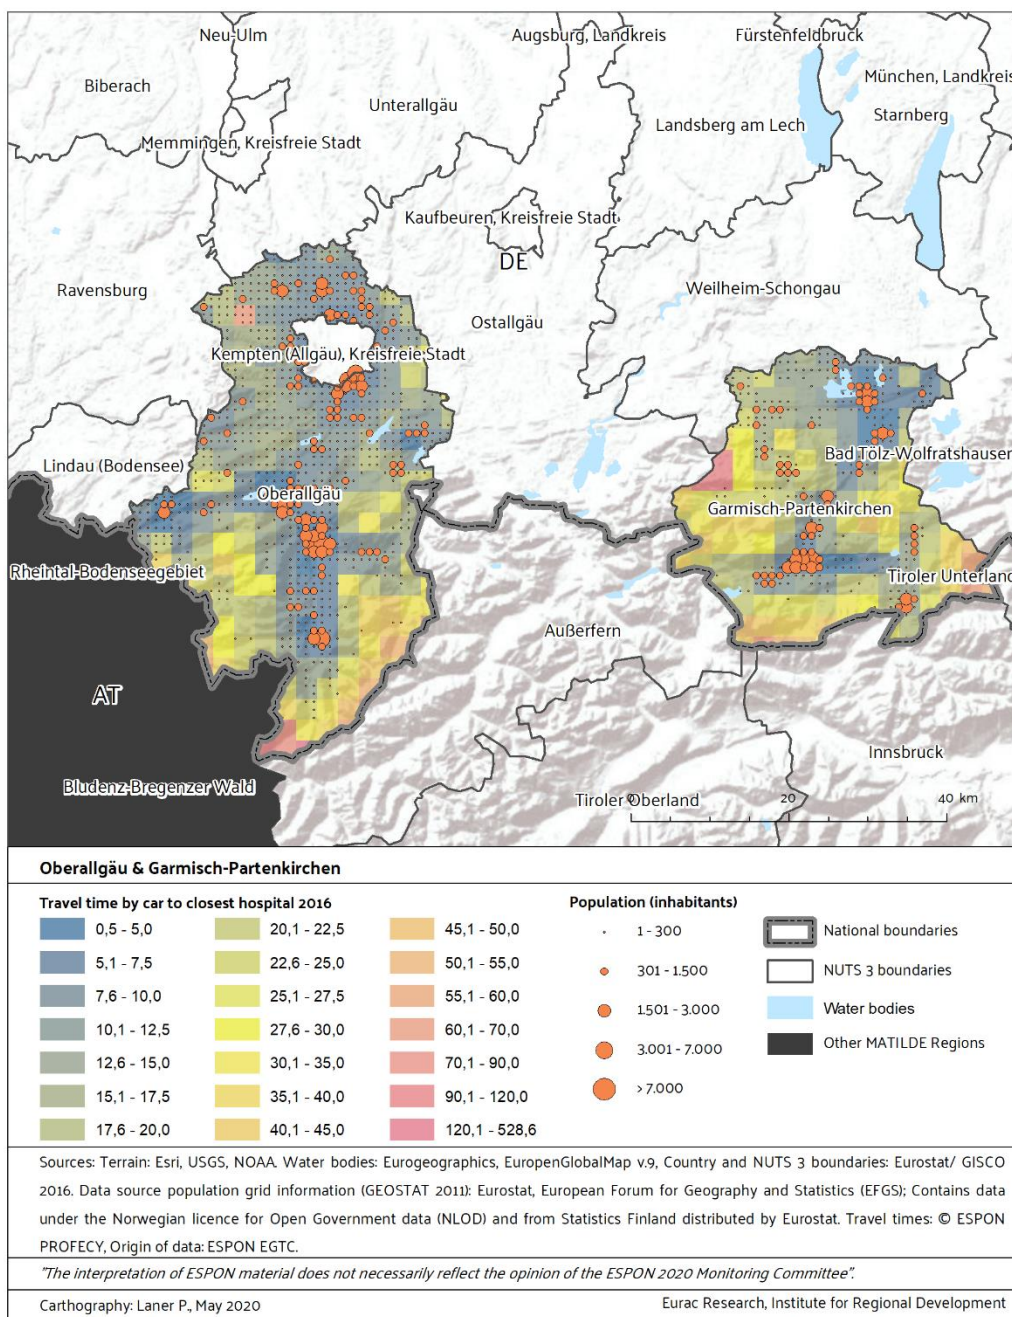 Neu-Ulm
Augsburg, Landkreis
Fürstenfeldbruck
Biberach
Unterallgäu
München, Landkreis
Starnberg
Landsberg am Lech
Memmingen, Kreisfreie Stadt
Kaufbeuren, Kreisfreie Stadt
DE
Ravensburg
Weilheim-Schongau
Ostallgäu
Kempten (Allgäu), Kreisfreie Stadt
Lindau (Bodensee)
Bad Tölz-Wolfratshausen
Oberallgäu
Garmisch-Partenkirchen
Rheintal-Bodenseegebiet
Tiroler Unterland
Außerfern
AT
Innsbruck
Bludenz-Bregenzer Wald
Tiroler Oberland
0 20 40 km
Oberallgäu & Garmisch-Partenkirchen
Travel time by car to closest hospital 2016
0,5 - 5,0
5,1 - 7,5
7,6 - 10,0
10,1 - 12,5
12,6 - 15,0
15,1 - 17,5
17,6 - 20,0
20,1 - 22,5
22,6 - 25,0
25,1 - 27,5
27,6 - 30,0
30,1 - 35,0
35,1 - 40,0
40,1 - 45,0
45,1 - 50,0
50,1 - 55,0
55,1 - 60,0
60,1 - 70,0
70,1 - 90,0
90,1 - 120,0
120,1 - 528,6
Population (inhabitants)
1 - 300
301 - 1.500
1.501 - 3.000
3.001 - 7.000
> 7.000
National boundaries
NUTS 3 boundaries
Water bodies
Other MATILDE Regions
Sources: Terrain: Esri, USGS, NOAA. Water bodies: Eurogeographics, EuropenGlobalMap v.9, Country and NUTS 3 boundaries: Eurostat/ GISCO
2016. Data source population grid information (GEOSTAT 2011): Eurostat, European Forum for Geography and Statistics (EFGS); Contains data
under the Norwegian licence for Open Government data (NLOD) and from Statistics Finland distributed by Eurostat. Travel times: © ESPON
PROFECY, Origin of data: ESPON EGTC.
"The interpretation of ESPON material does not necessarily reflect the opinion of the ESPON 2020 Monitoring Committee".
Carthography: Laner P., May 2020
Eurac Research, Institute for Regional Development